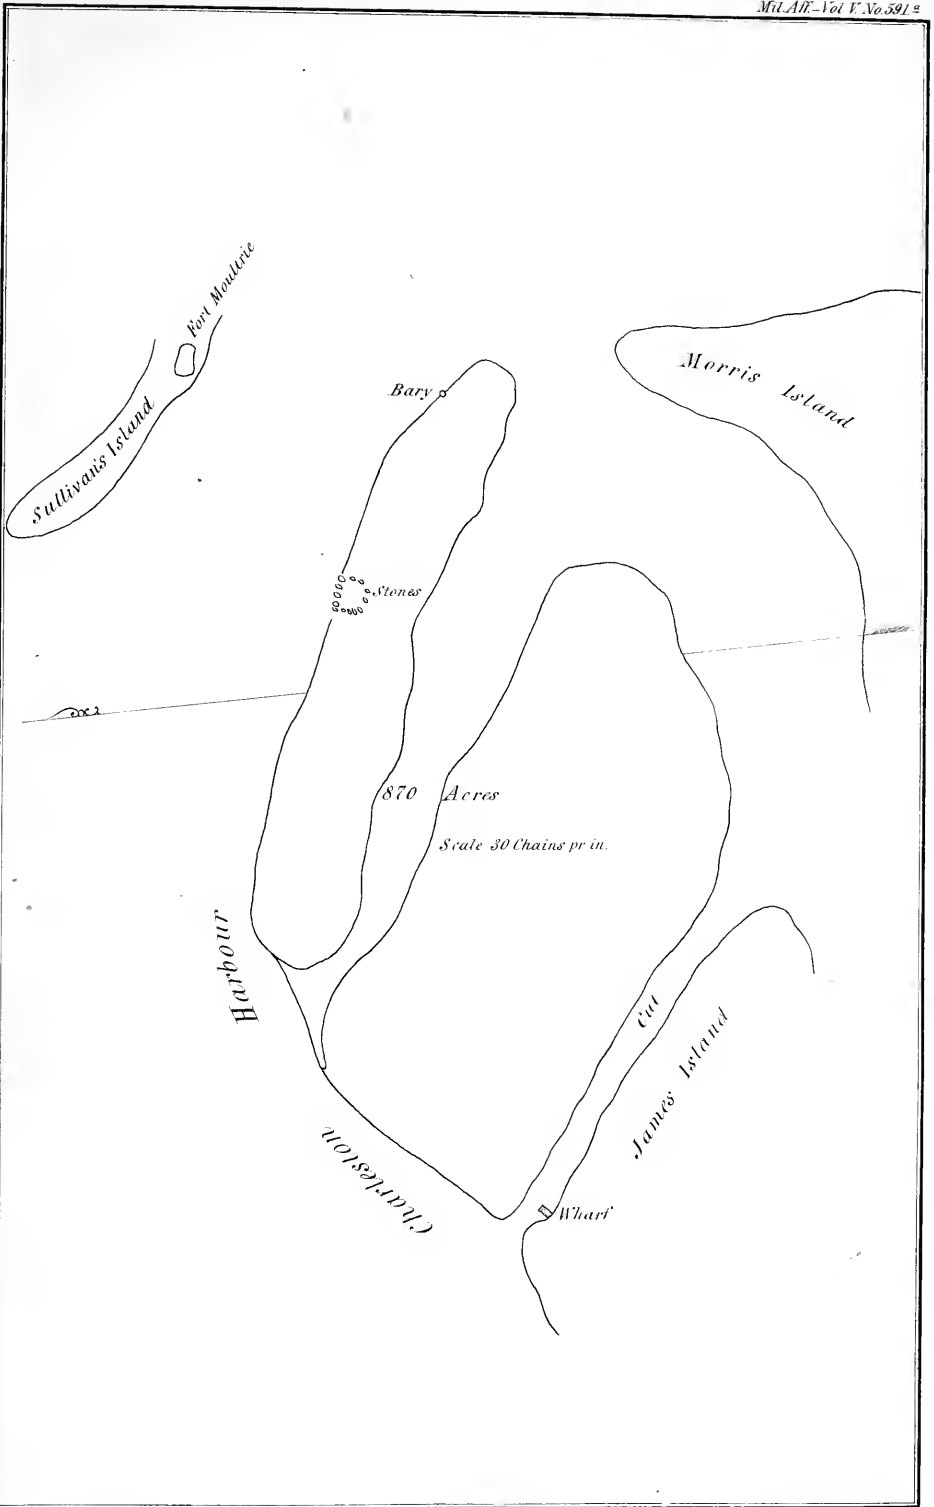 Mil. Aff. – Vol V. No. 591.ª
Fort Moultrie
Sullivan's Island
Morris Island
Bary
Stones
870 Acres
Scale 30 Chains pr in.
Harbour
Charleston
Cut
James Island
Wharf